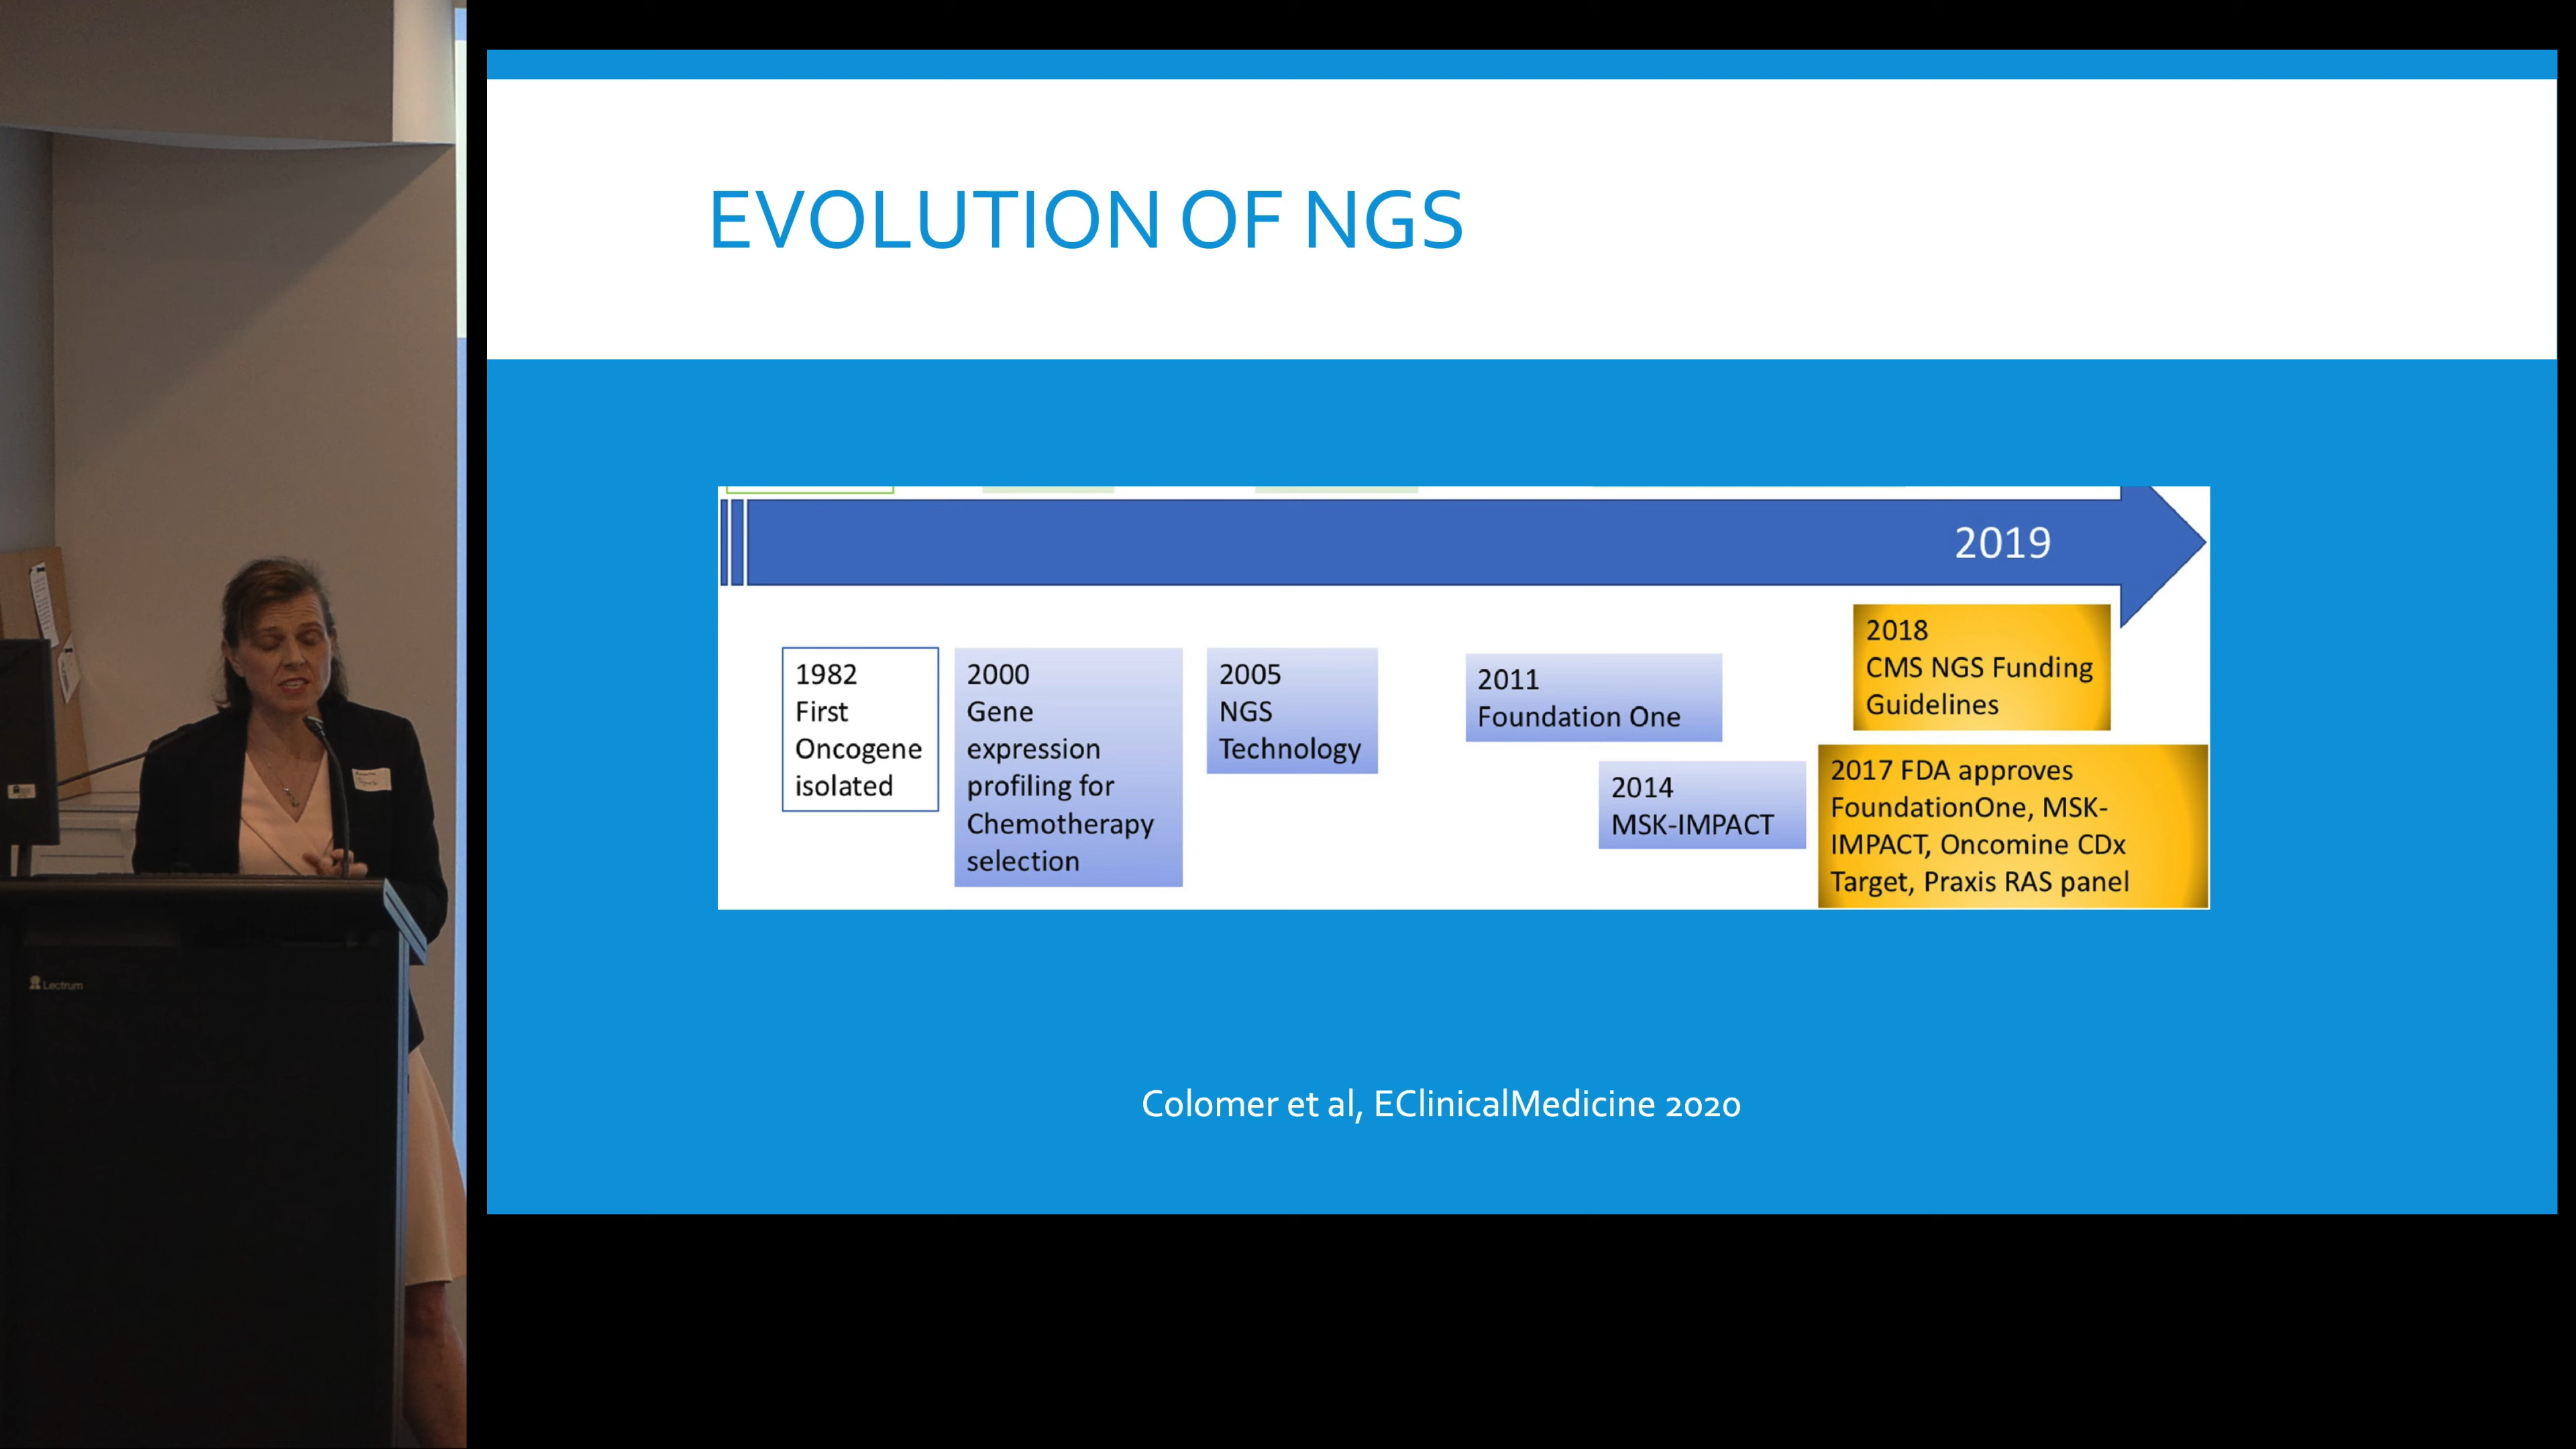 EVOLUTION OF NGS
2019
1982
First
Oncogene
isolated
2000
Gene
expression
profiling for
Chemotherapy
selection
2005
NGS
Technology
2011
Foundation One
2014
MSK-IMPACT
2018
CMS NGS Funding
Guidelines
2017 FDA approves
FoundationOne, MSK-
IMPACT, Oncomine CDx
Target, Praxis RAS panel
Colomer et al, EClinicalMedicine 2020
Lectrum